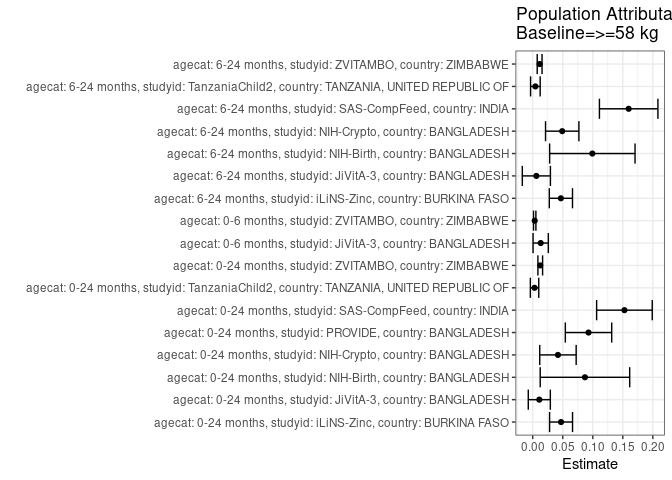 Population Attributa
Baseline=>=58 kg
agecat: 6-24 months, studyid: ZVITAMBO, country: ZIMBABWE
agecat: 6-24 months, studyid: TanzaniaChild2, country: TANZANIA, UNITED REPUBLIC OF
agecat: 6-24 months, studyid: SAS-CompFeed, country: INDIA
agecat: 6-24 months, studyid: NIH-Crypto, country: BANGLADESH
agecat: 6-24 months, studyid: NIH-Birth, country: BANGLADESH
agecat: 6-24 months, studyid: JiVitA-3, country: BANGLADESH
agecat: 6-24 months, studyid: iLiNS-Zinc, country: BURKINA FASO
agecat: 0-6 months, studyid: ZVITAMBO, country: ZIMBABWE
agecat: 0-6 months, studyid: JiVitA-3, country: BANGLADESH
agecat: 0-24 months, studyid: ZVITAMBO, country: ZIMBABWE
agecat: 0-24 months, studyid: TanzaniaChild2, country: TANZANIA, UNITED REPUBLIC OF
agecat: 0-24 months, studyid: SAS-CompFeed, country: INDIA
agecat: 0-24 months, studyid: PROVIDE, country: BANGLADESH
agecat: 0-24 months, studyid: NIH-Crypto, country: BANGLADESH
agecat: 0-24 months, studyid: NIH-Birth, country: BANGLADESH
agecat: 0-24 months, studyid: JiVitA-3, country: BANGLADESH
agecat: 0-24 months, studyid: iLiNS-Zinc, country: BURKINA FASO
0.00 0.05 0.10 0.15 0.20
Estimate